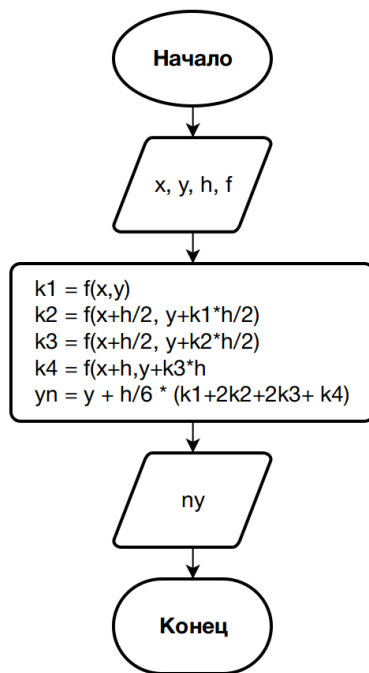 Начало
x, y, h, f
k1 = f(x,y)
k2 = f(x+h/2, y+k1*h/2)
k3 = f(x+h/2, y+k2*h/2)
k4 = f(x+h,y+k3*h
yn = y + h/6 * (k1+2k2+2k3+ k4)
ny
Конец